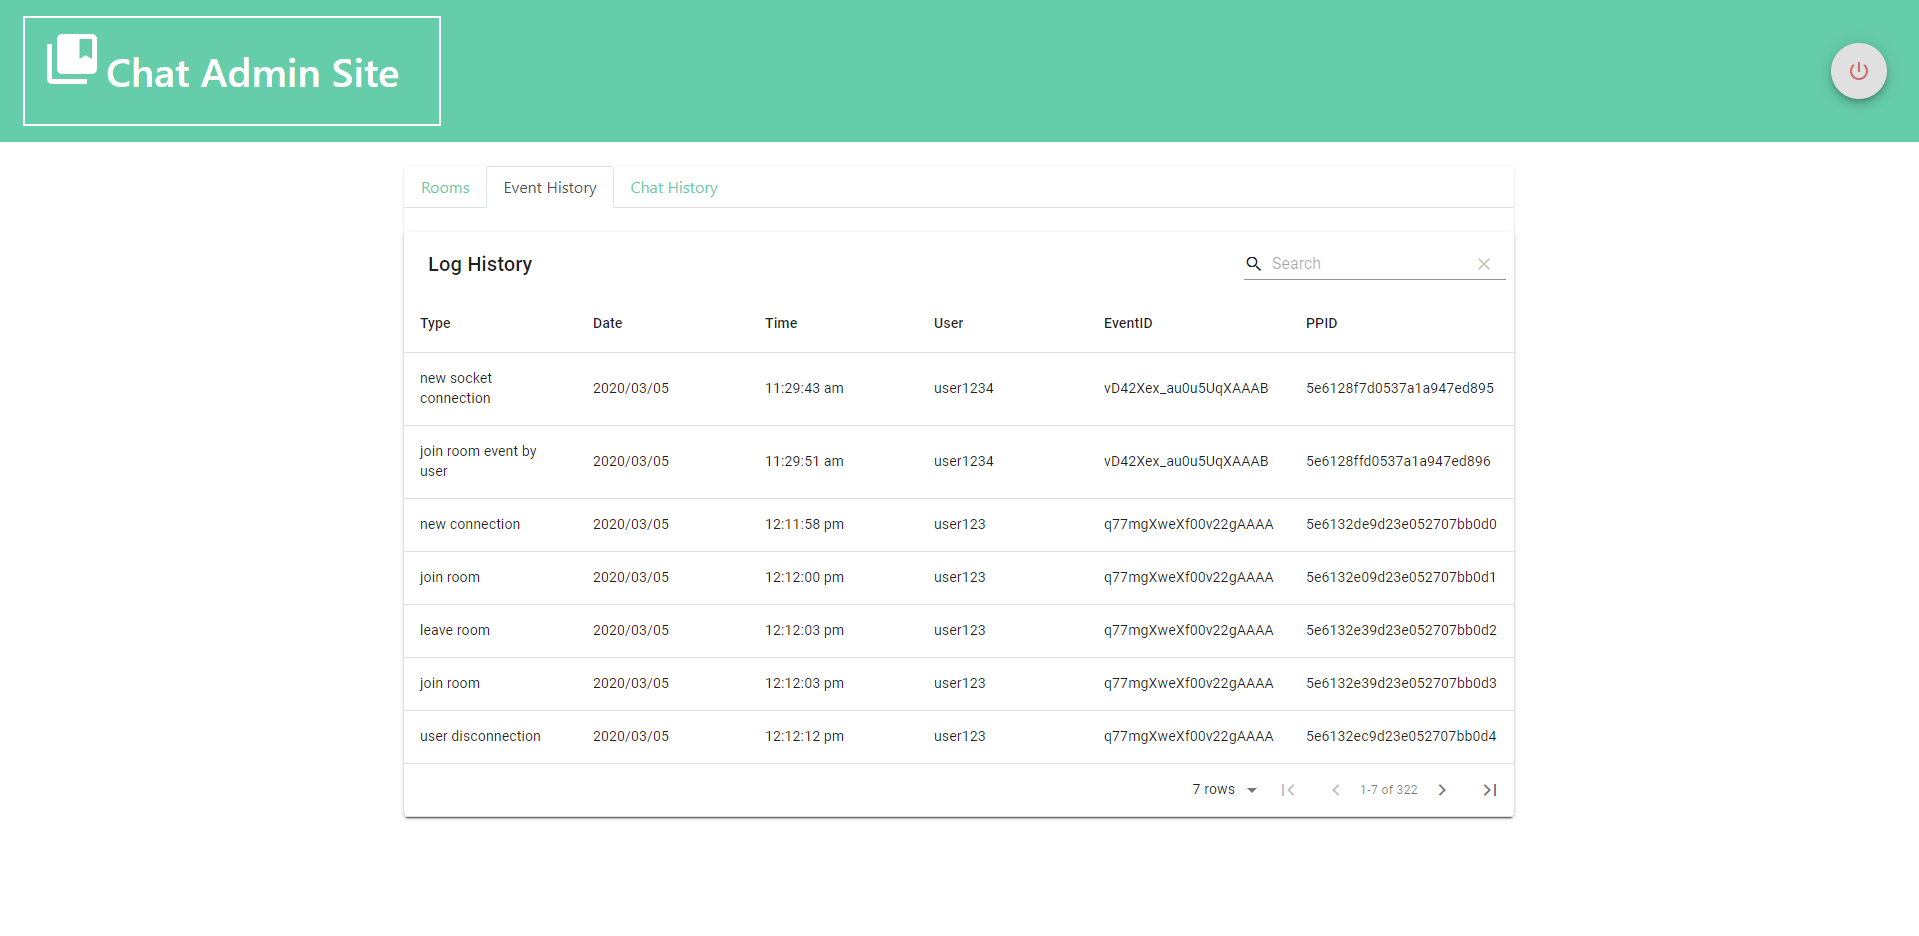 Chat Admin Site
Rooms Event History Chat History
Log History Search
Type Date Time User EventID PPID
new socket
connection 2020/03/05 11:29:43 am user1234 vD42Xex_au0u5UqXAAAB 5e6128f7d0537a1a947ed895
join room event by
user 2020/03/05 11:29:51 am user1234 vD42Xex_au0u5UqXAAAB 5e6128ffd0537a1a947ed896
new connection 2020/03/05 12:11:58 pm user123 q77mgXweXf00v22gAAAA 5e6132de9d23e052707bb0d0
join room 2020/03/05 12:12:00 pm user123 q77mgXweXf00v22gAAAA 5e6132e09d23e052707bb0d1
leave room 2020/03/05 12:12:03 pm user123 q77mgXweXf00v22gAAAA 5e6132e39d23e052707bb0d2
join room 2020/03/05 12:12:03 pm user123 q77mgXweXf00v22gAAAA 5e6132e39d23e052707bb0d3
user disconnection 2020/03/05 12:12:12 pm user123 q77mgXweXf00v22gAAAA 5e6132ec9d23e052707bb0d4
7 rows 1-7 of 322